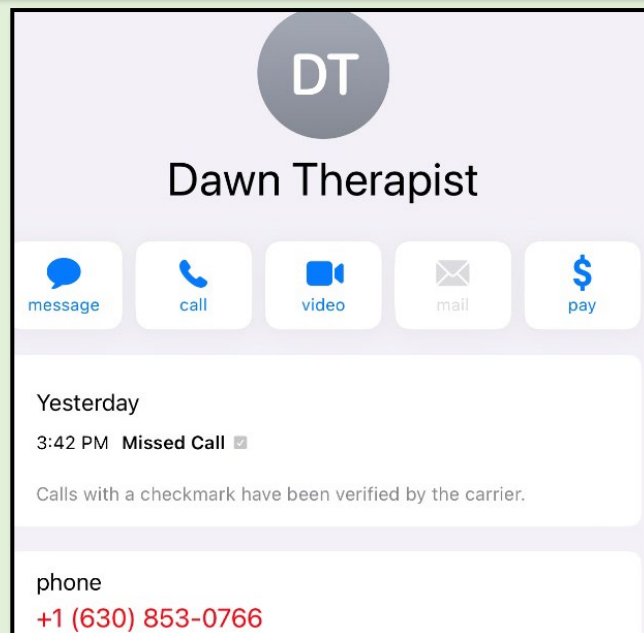 DT
Dawn Therapist
message call video mail pay
Yesterday
3:42 PM Missed Call
Calls with a checkmark have been verified by the carrier.
phone
+1 (630) 853-0766